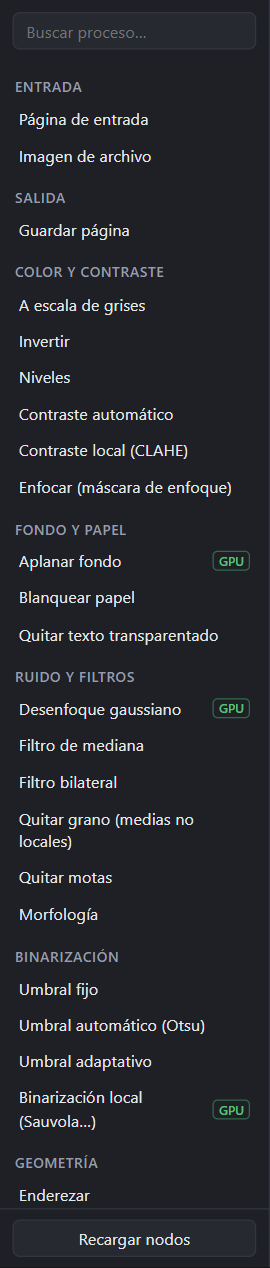 Buscar proceso...
ENTRADA
Página de entrada
Imagen de archivo
SALIDA
Guardar página
COLOR Y CONTRASTE
A escala de grises
Invertir
Niveles
Contraste automático
Contraste local (CLAHE)
Enfocar (máscara de enfoque)
FONDO Y PAPEL
Aplanar fondo GPU
Blanquear papel
Quitar texto transparentado
RUIDO Y FILTROS
Desenfoque gaussiano GPU
Filtro de mediana
Filtro bilateral
Quitar grano (medias no
locales)
Quitar motas
Morfología
BINARIZACIÓN
Umbral fijo
Umbral automático (Otsu)
Umbral adaptativo
Binarización local
(Sauvola...) GPU
GEOMETRÍA
Enderezar
Recargar nodos